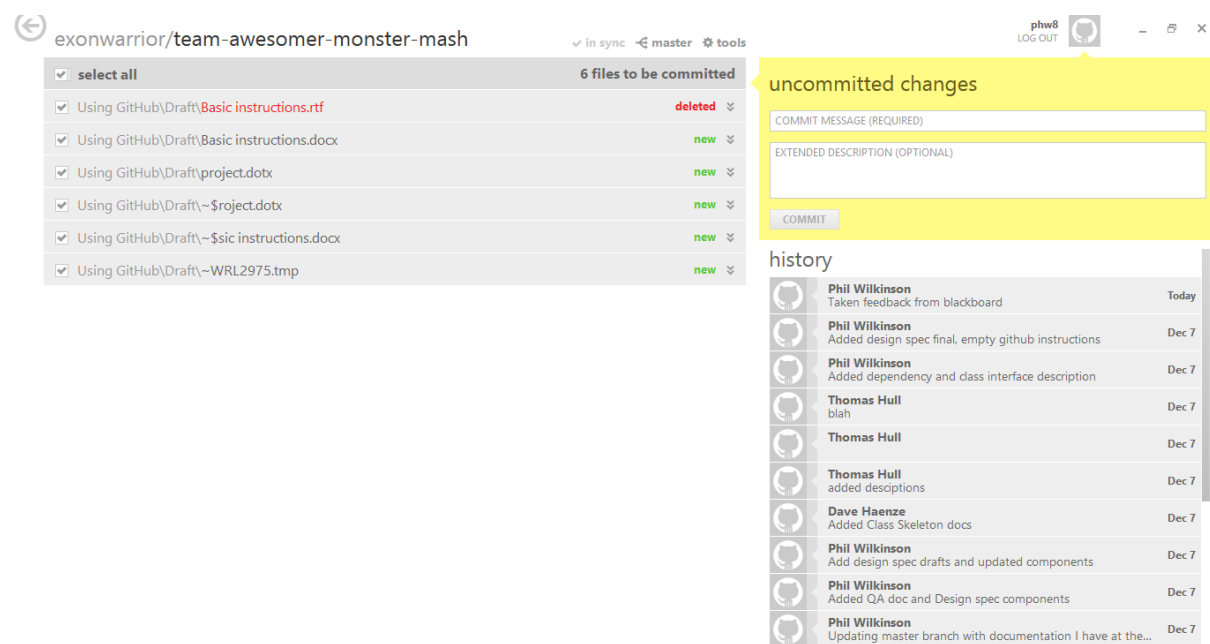 exonwarrior/team-awesomer-monster-mash
in sync master tools
phw8
LOG OUT
select all 6 files to be committed
Using GitHub\Draft\Basic instructions.rtf deleted
Using GitHub\Draft\Basic instructions.docx new
Using GitHub\Draft\project.dotx new
Using GitHub\Draft\~$roject.dotx new
Using GitHub\Draft\~$sic instructions.docx new
Using GitHub\Draft\~WRL2975.tmp new
uncommitted changes
COMMIT MESSAGE (REQUIRED)
EXTENDED DESCRIPTION (OPTIONAL)
COMMIT
history
Phil Wilkinson
Taken feedback from blackboard Today
Phil Wilkinson
Added design spec final, empty github instructions Dec 7
Phil Wilkinson
Added dependency and class interface description Dec 7
Thomas Hull
blah Dec 7
Thomas Hull Dec 7
Thomas Hull
added desciptions Dec 7
Dave Haenze
Added Class Skeleton docs Dec 7
Phil Wilkinson
Add design spec drafts and updated components Dec 7
Phil Wilkinson
Added QA doc and Design spec components Dec 7
Phil Wilkinson
Updating master branch with documentation I have at the... Dec 7